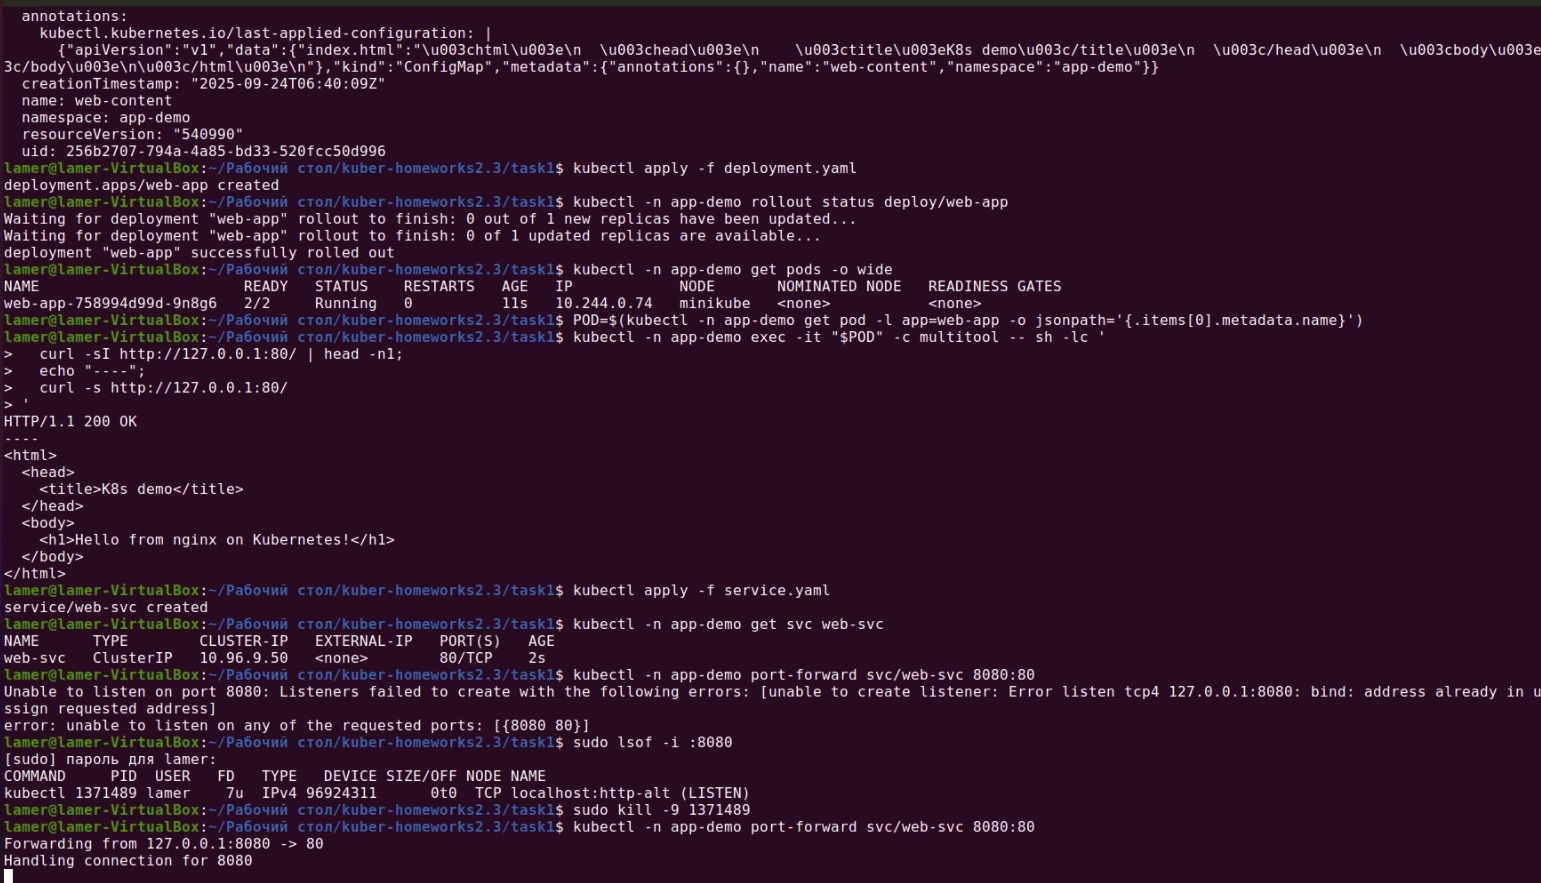 annotations:
    kubectl.kubernetes.io/last-applied-configuration: |
      {"apiVersion":"v1","data":{"index.html":"\u003chtml\u003e\n  \u003chead\u003e\n    \u003ctitle\u003eK8s demo\u003c/title\u003e\n  \u003c/head\u003e\n  \u003cbody\u003e
3c/body\u003e\n\u003c/html\u003e\n"},"kind":"ConfigMap","metadata":{"annotations":{},"name":"web-content","namespace":"app-demo"}}
  creationTimestamp: "2025-09-24T06:40:09Z"
  name: web-content
  namespace: app-demo
  resourceVersion: "540990"
  uid: 256b2707-794a-4a85-bd33-520fcc50d996
lamer@lamer-VirtualBox:~/Рабочий стол/kuber-homeworks2.3/task1$ kubectl apply -f deployment.yaml
deployment.apps/web-app created
lamer@lamer-VirtualBox:~/Рабочий стол/kuber-homeworks2.3/task1$ kubectl -n app-demo rollout status deploy/web-app
Waiting for deployment "web-app" rollout to finish: 0 out of 1 new replicas have been updated...
Waiting for deployment "web-app" rollout to finish: 0 of 1 updated replicas are available...
deployment "web-app" successfully rolled out
lamer@lamer-VirtualBox:~/Рабочий стол/kuber-homeworks2.3/task1$ kubectl -n app-demo get pods -o wide
NAME                       READY   STATUS    RESTARTS   AGE   IP            NODE       NOMINATED NODE   READINESS GATES
web-app-758994d99d-9n8g6   2/2     Running   0          11s   10.244.0.74   minikube   <none>           <none>
lamer@lamer-VirtualBox:~/Рабочий стол/kuber-homeworks2.3/task1$ POD=$(kubectl -n app-demo get pod -l app=web-app -o jsonpath='{.items[0].metadata.name}')
lamer@lamer-VirtualBox:~/Рабочий стол/kuber-homeworks2.3/task1$ kubectl -n app-demo exec -it "$POD" -c multitool -- sh -lc '
>   curl -sI http://127.0.0.1:80/ | head -n1;
>   echo "----";
>   curl -s http://127.0.0.1:80/
> '
HTTP/1.1 200 OK
----
<html>
  <head>
    <title>K8s demo</title>
  </head>
  <body>
    <h1>Hello from nginx on Kubernetes!</h1>
  </body>
</html>
lamer@lamer-VirtualBox:~/Рабочий стол/kuber-homeworks2.3/task1$ kubectl apply -f service.yaml
service/web-svc created
lamer@lamer-VirtualBox:~/Рабочий стол/kuber-homeworks2.3/task1$ kubectl -n app-demo get svc web-svc
NAME      TYPE        CLUSTER-IP   EXTERNAL-IP   PORT(S)   AGE
web-svc   ClusterIP   10.96.9.50   <none>        80/TCP    2s
lamer@lamer-VirtualBox:~/Рабочий стол/kuber-homeworks2.3/task1$ kubectl -n app-demo port-forward svc/web-svc 8080:80
Unable to listen on port 8080: Listeners failed to create with the following errors: [unable to create listener: Error listen tcp4 127.0.0.1:8080: bind: address already in u
ssign requested address]
error: unable to listen on any of the requested ports: [{8080 80}]
lamer@lamer-VirtualBox:~/Рабочий стол/kuber-homeworks2.3/task1$ sudo lsof -i :8080
[sudo] пароль для lamer:
COMMAND     PID  USER   FD   TYPE   DEVICE SIZE/OFF NODE NAME
kubectl 1371489 lamer    7u  IPv4 96924311      0t0  TCP localhost:http-alt (LISTEN)
lamer@lamer-VirtualBox:~/Рабочий стол/kuber-homeworks2.3/task1$ sudo kill -9 1371489
lamer@lamer-VirtualBox:~/Рабочий стол/kuber-homeworks2.3/task1$ kubectl -n app-demo port-forward svc/web-svc 8080:80
Forwarding from 127.0.0.1:8080 -> 80
Handling connection for 8080